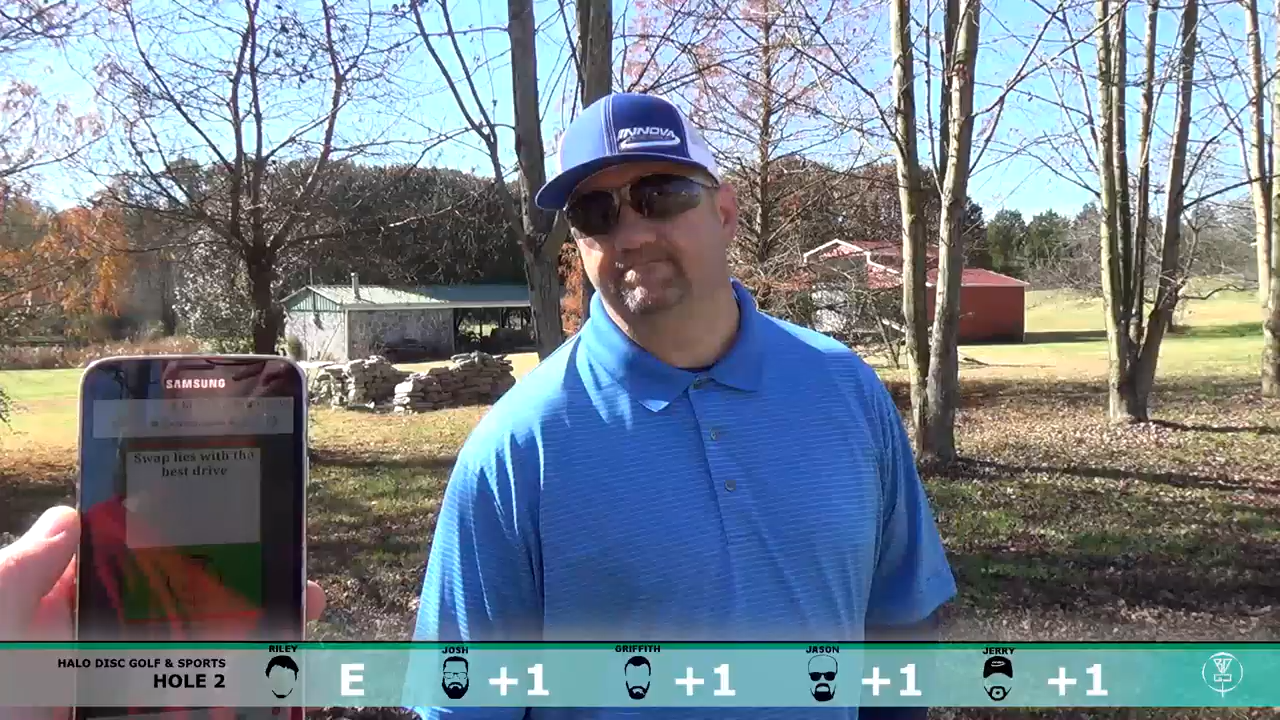 INNOVA
SAMSUNG
Swap lies with the
best drive
HALO DISC GOLF & SPORTS
HOLE 2
RILEY
E
JOSH
+1
GRIFFITH
+1
JASON
+1
JERRY
+1